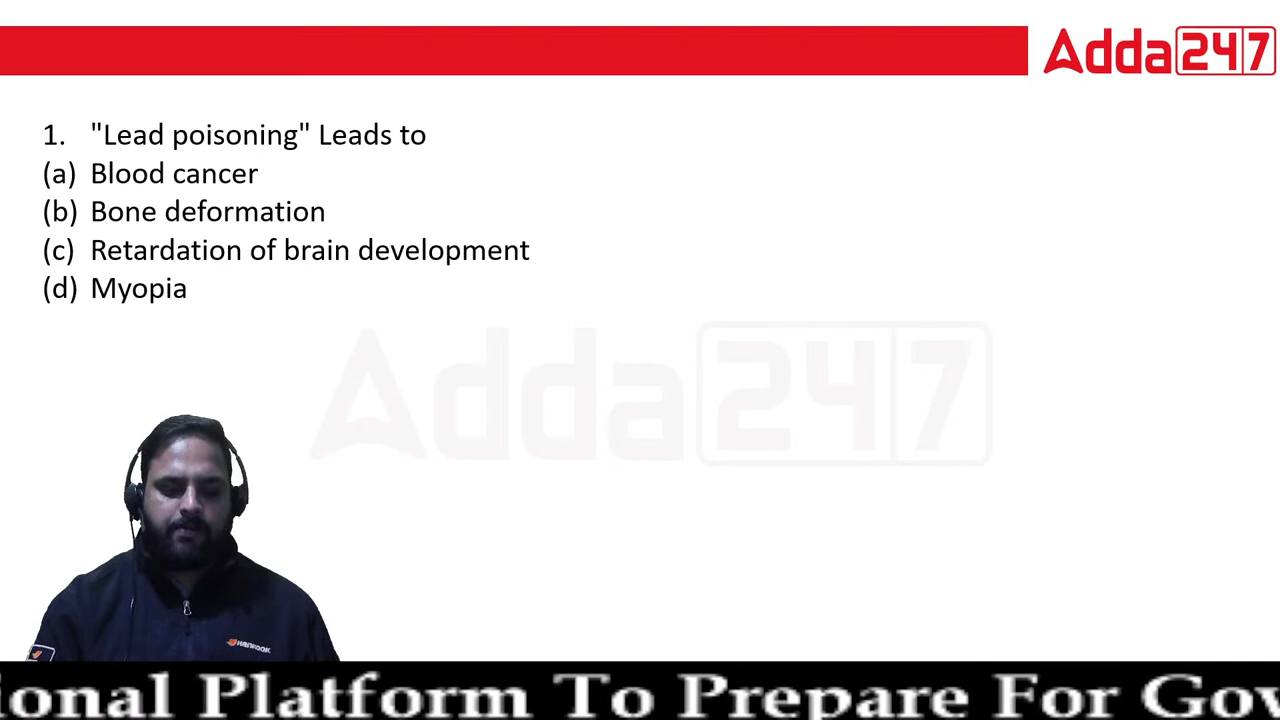 Adda247
1. "Lead poisoning" Leads to
(a) Blood cancer
(b) Bone deformation
(c) Retardation of brain development
(d) Myopia
Adda247
HANKOOK
ional Platform To Prepare For Gov